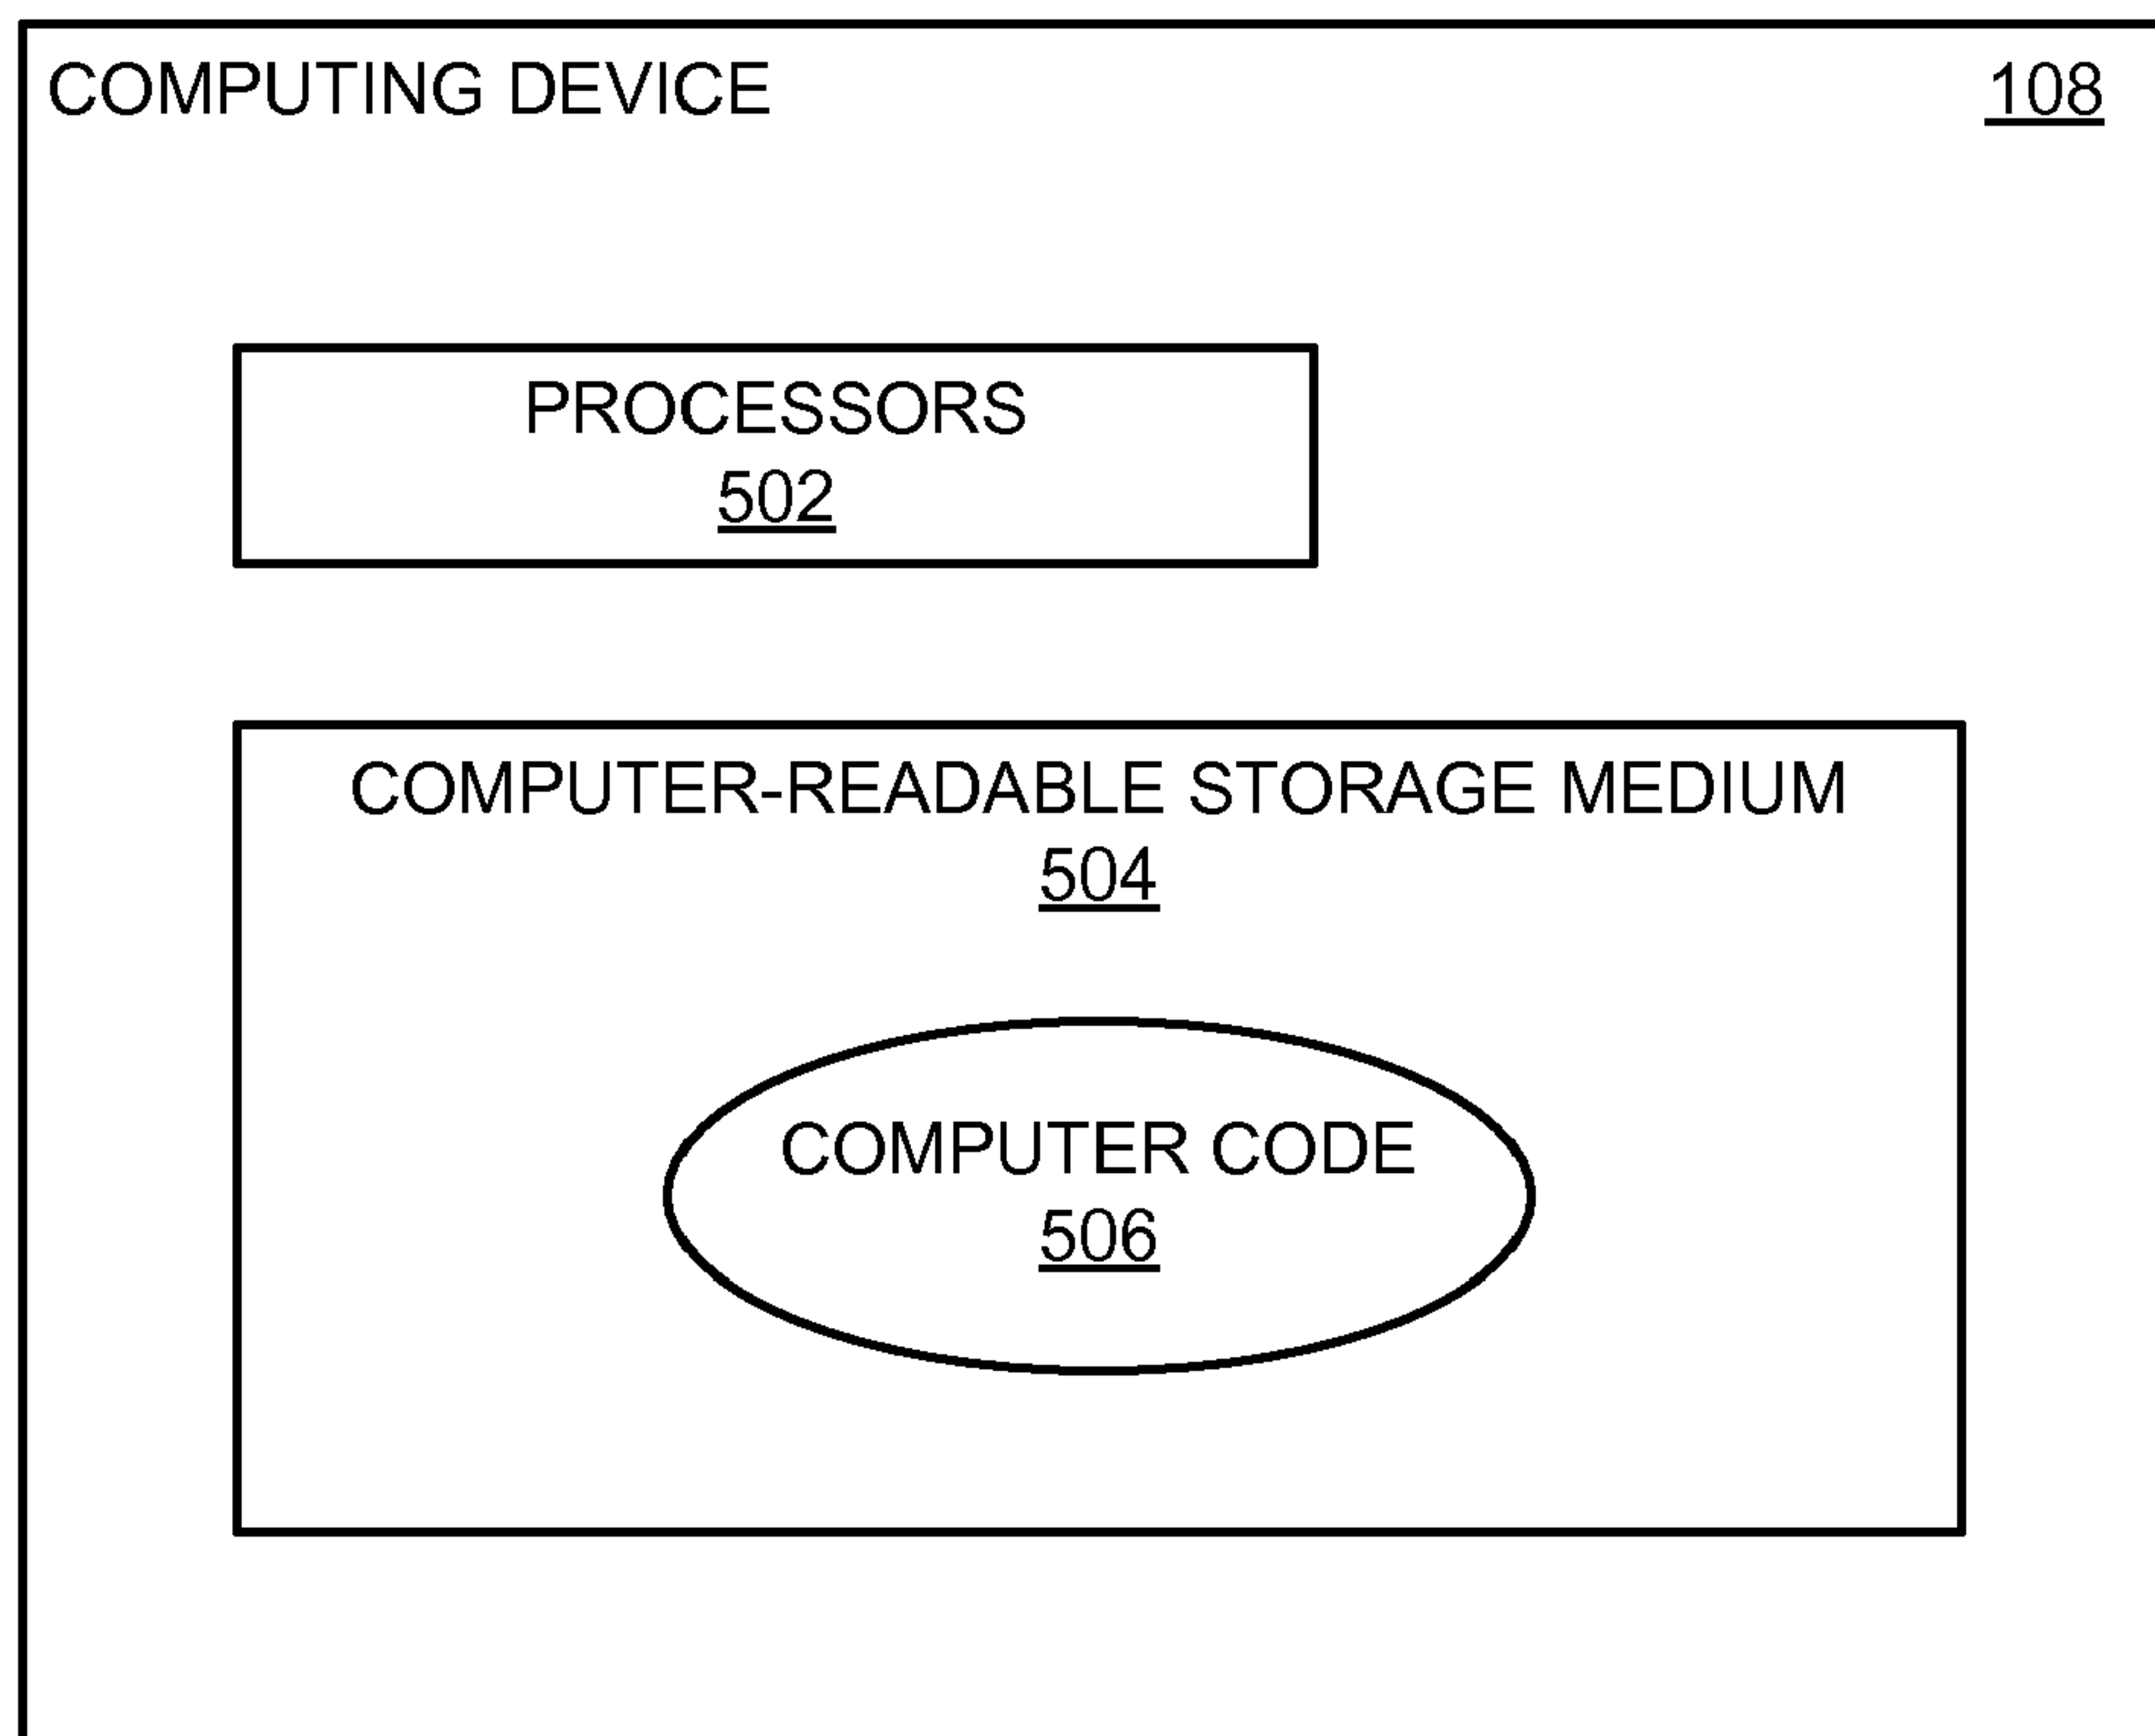 COMPUTING DEVICE 108
PROCESSORS
502
COMPUTER-READABLE STORAGE MEDIUM
504
COMPUTER CODE
506